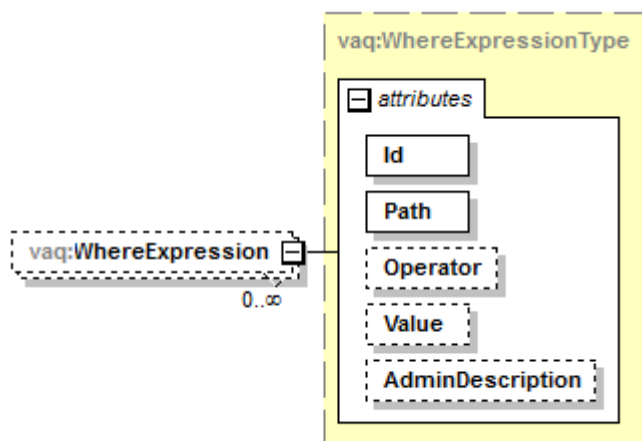 vaq:WhereExpressionType
attributes
Id
Path
vaq:WhereExpression
Operator
0..∞
Value
AdminDescription